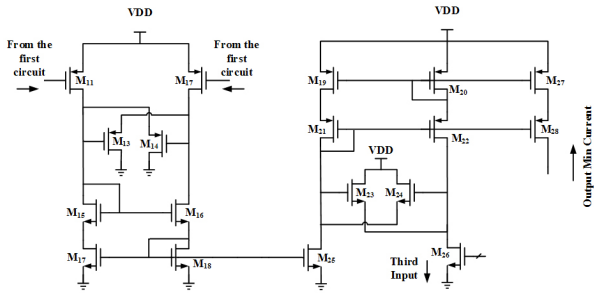 VDD
VDD
From the
first
circuit
From the
first
circuit
M11
M17
M19
M20
M27
M13
M14
M21
M22
M28
VDD
M23
M24
M15
M16
M17
M18
M25
M26
Third
Input
Output Min Current